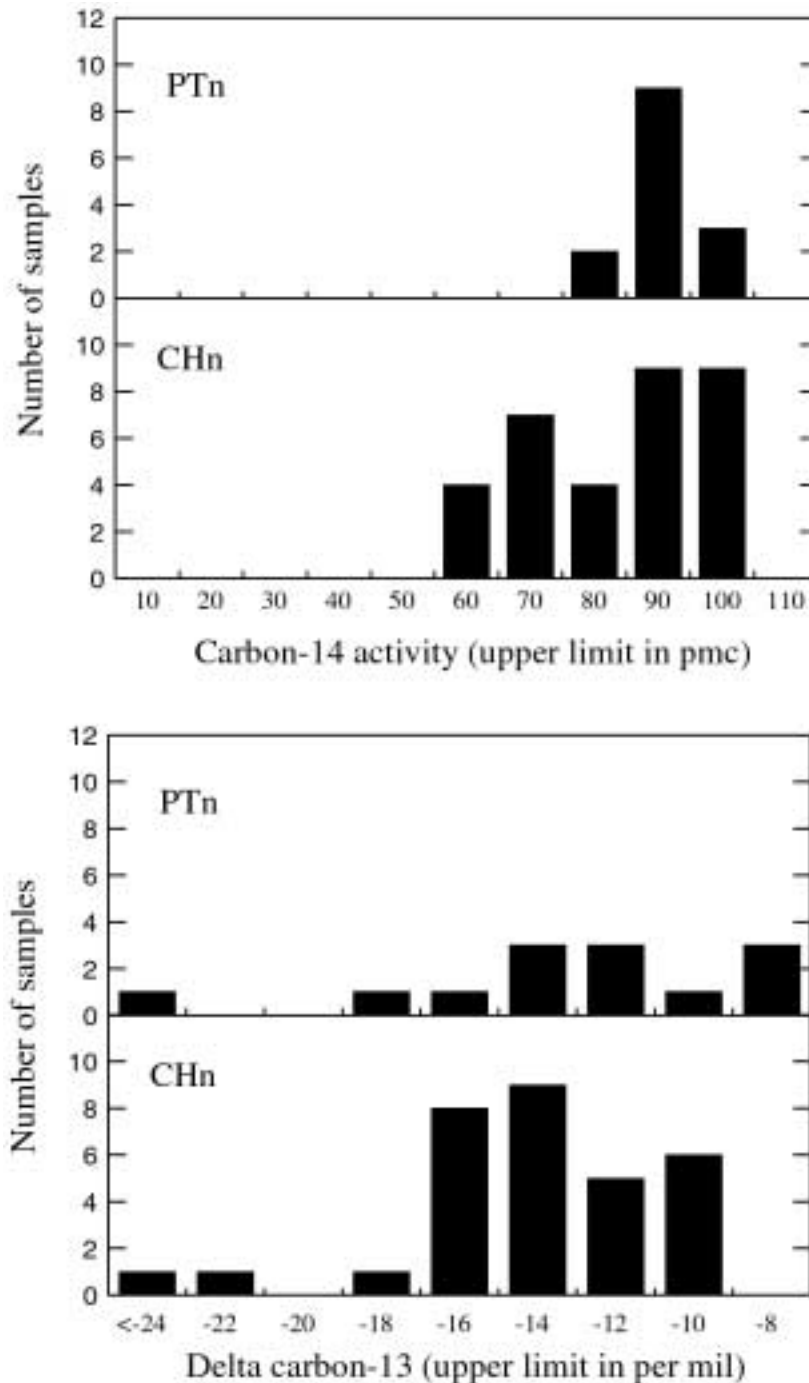 12
10
PTn
8
6
4
2
0
Number of samples
10
CHn
8
6
4
2
0
10 20 30 40 50 60 70 80 90 100 110
Carbon-14 activity (upper limit in pmc)
12
10
PTn
8
6
4
2
0
Number of samples
10
CHn
8
6
4
2
0
<-24 -22 -20 -18 -16 -14 -12 -10 -8
Delta carbon-13 (upper limit in per mil)